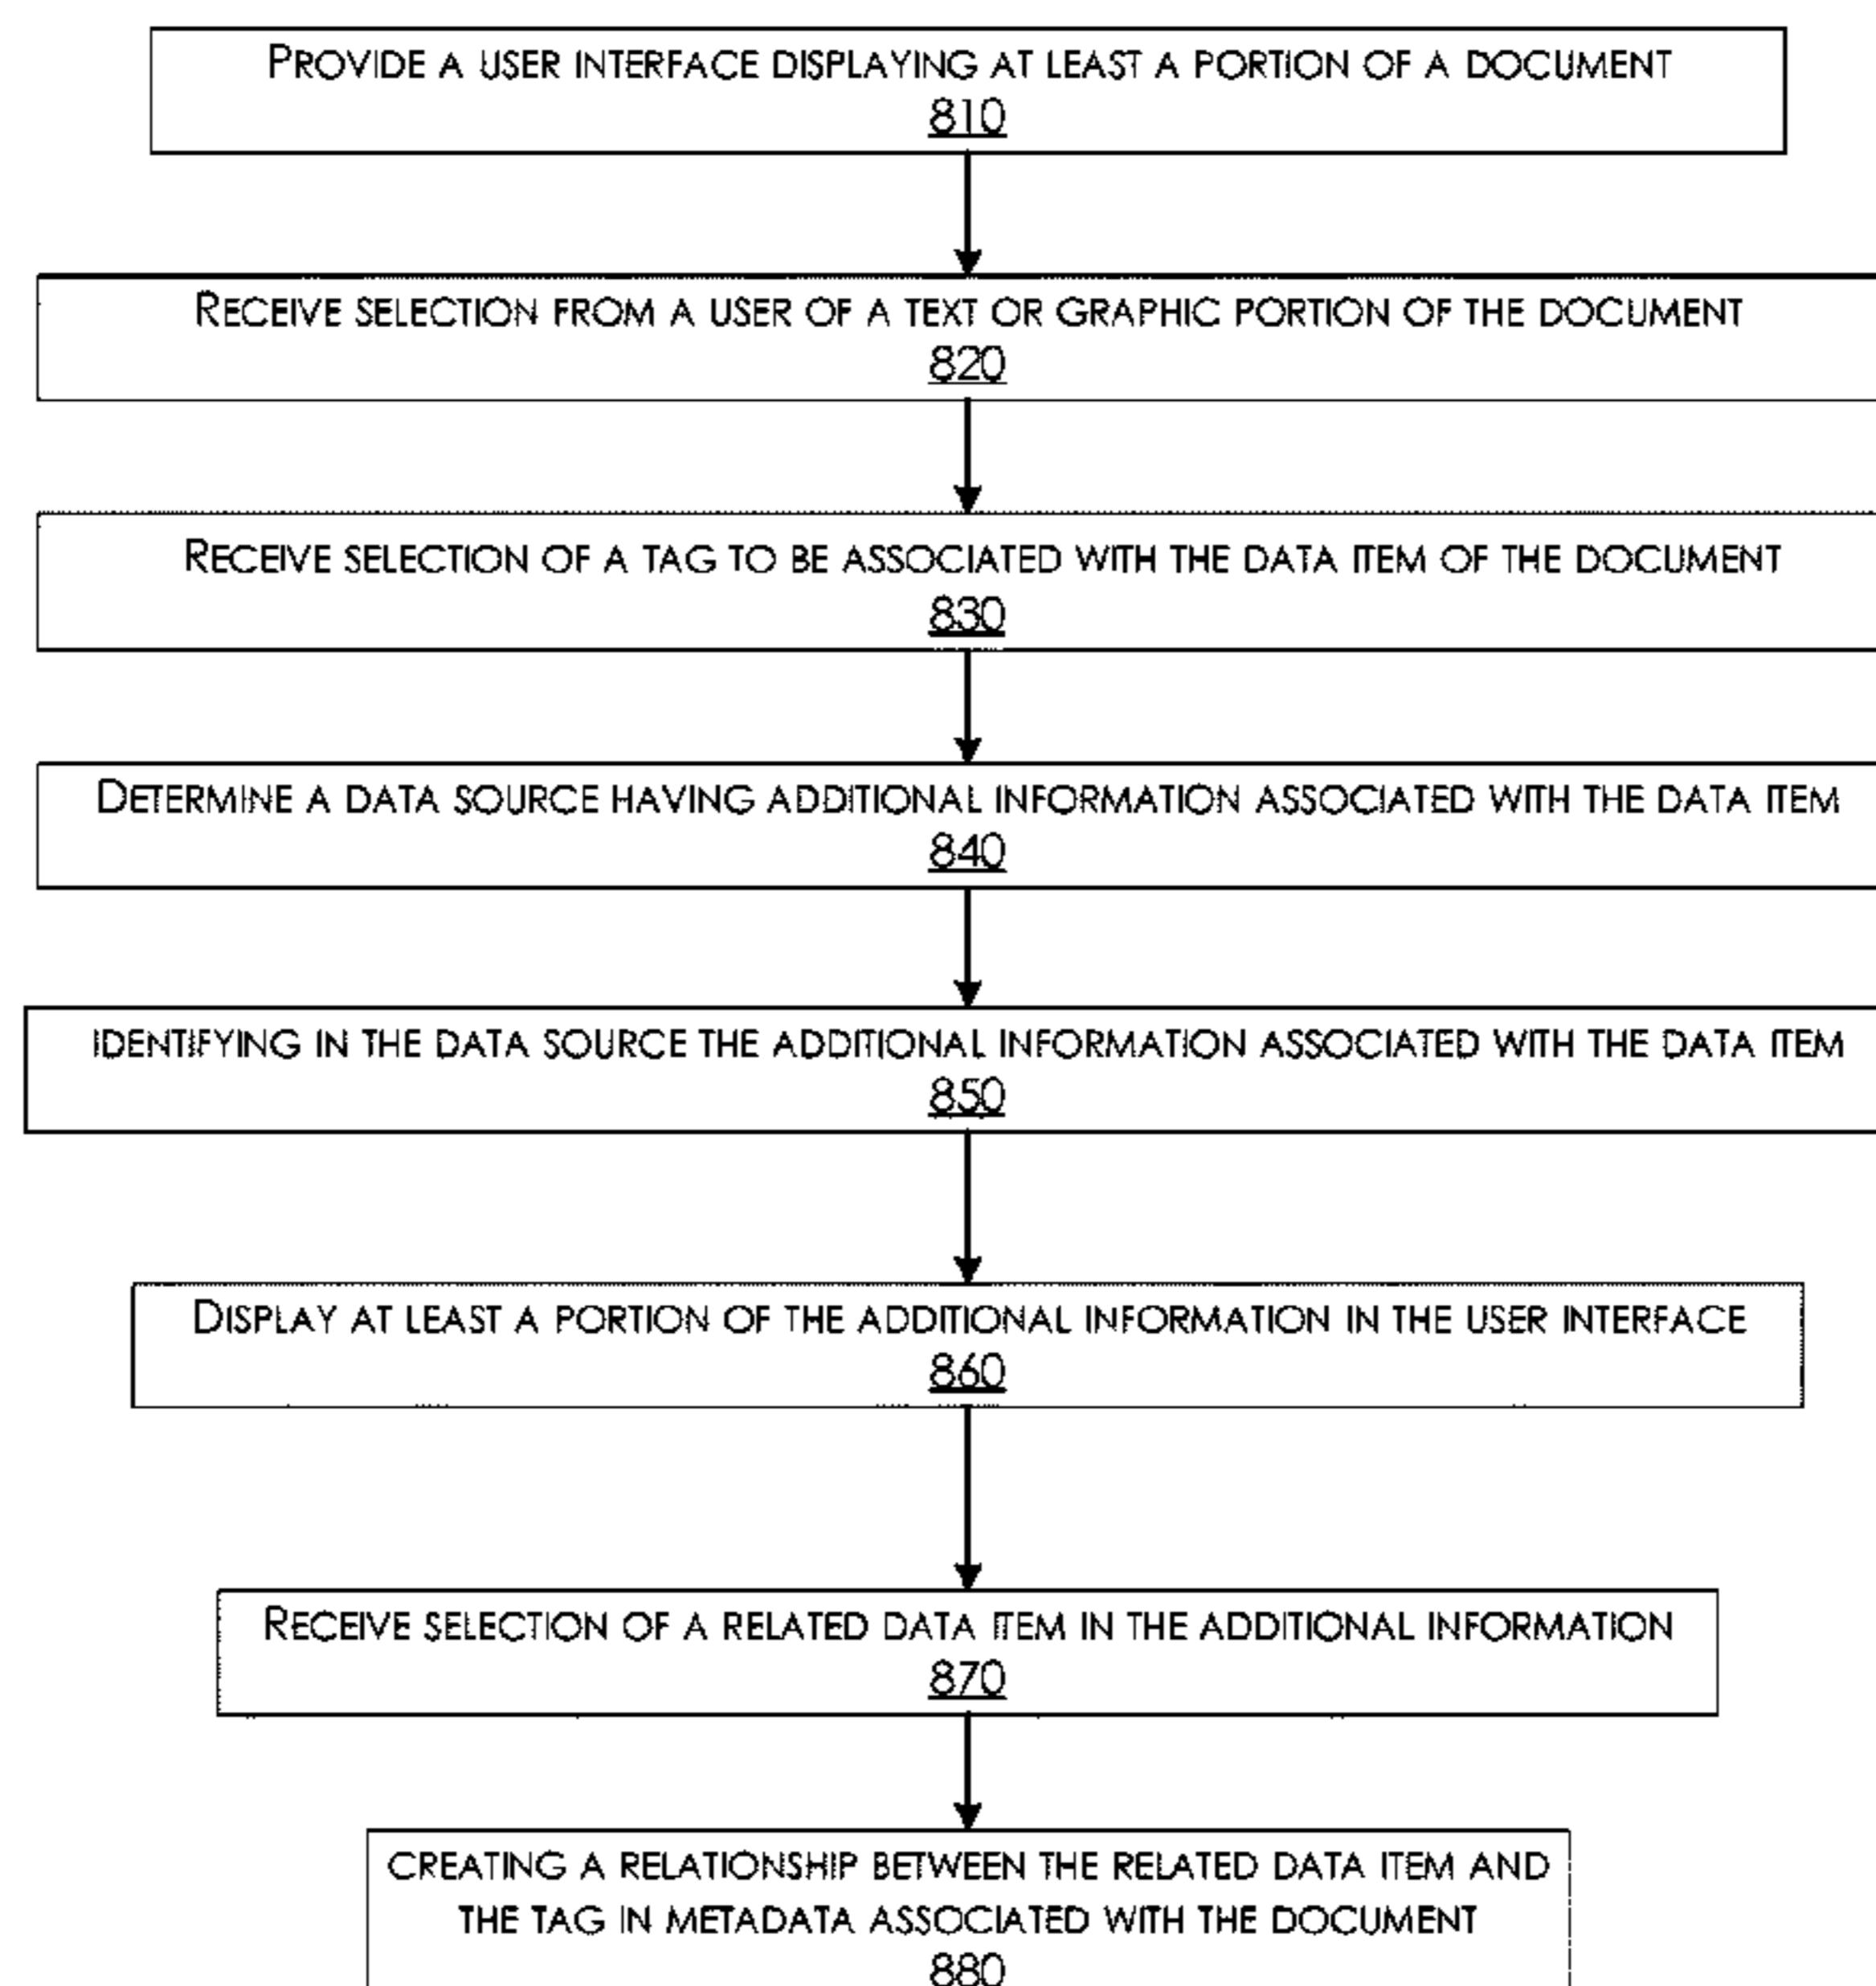 PROVIDE A USER INTERFACE DISPLAYING AT LEAST A PORTION OF A DOCUMENT
810
RECEIVE SELECTION FROM A USER OF A TEXT OR GRAPHIC PORTION OF THE DOCUMENT
820
RECEIVE SELECTION OF A TAG TO BE ASSOCIATED WITH THE DATA ITEM OF THE DOCUMENT
830
DETERMINE A DATA SOURCE HAVING ADDITIONAL INFORMATION ASSOCIATED WITH THE DATA ITEM
840
IDENTIFYING IN THE DATA SOURCE THE ADDITIONAL INFORMATION ASSOCIATED WITH THE DATA ITEM
850
DISPLAY AT LEAST A PORTION OF THE ADDITIONAL INFORMATION IN THE USER INTERFACE
860
RECEIVE SELECTION OF A RELATED DATA ITEM IN THE ADDITIONAL INFORMATION
870
CREATING A RELATIONSHIP BETWEEN THE RELATED DATA ITEM AND
THE TAG IN METADATA ASSOCIATED WITH THE DOCUMENT
880